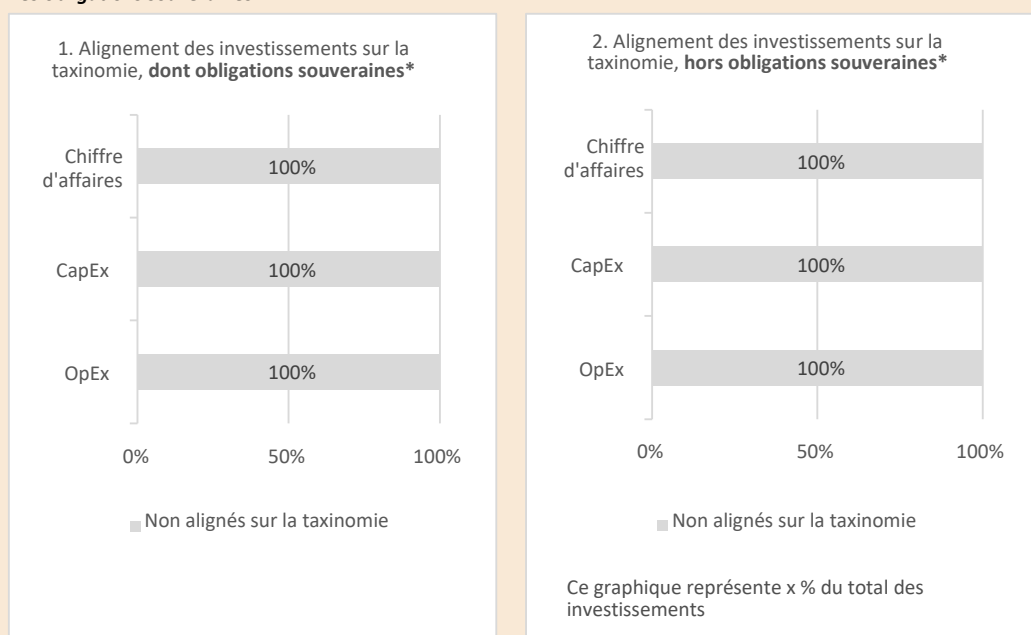 1. Alignement des investissements sur la
taxinomie, dont obligations souveraines*
Chiffre
d'affaires
100%
CapEx
100%
OpEx
100%
0%
50%
100%
Non alignés sur la taxinomie
2. Alignement des investissements sur la
taxinomie, hors obligations souveraines*
Chiffre
d'affaires
100%
CapEx
100%
OpEx
100%
0%
50%
100%
Non alignés sur la taxinomie
Ce graphique représente x % du total des
investissements